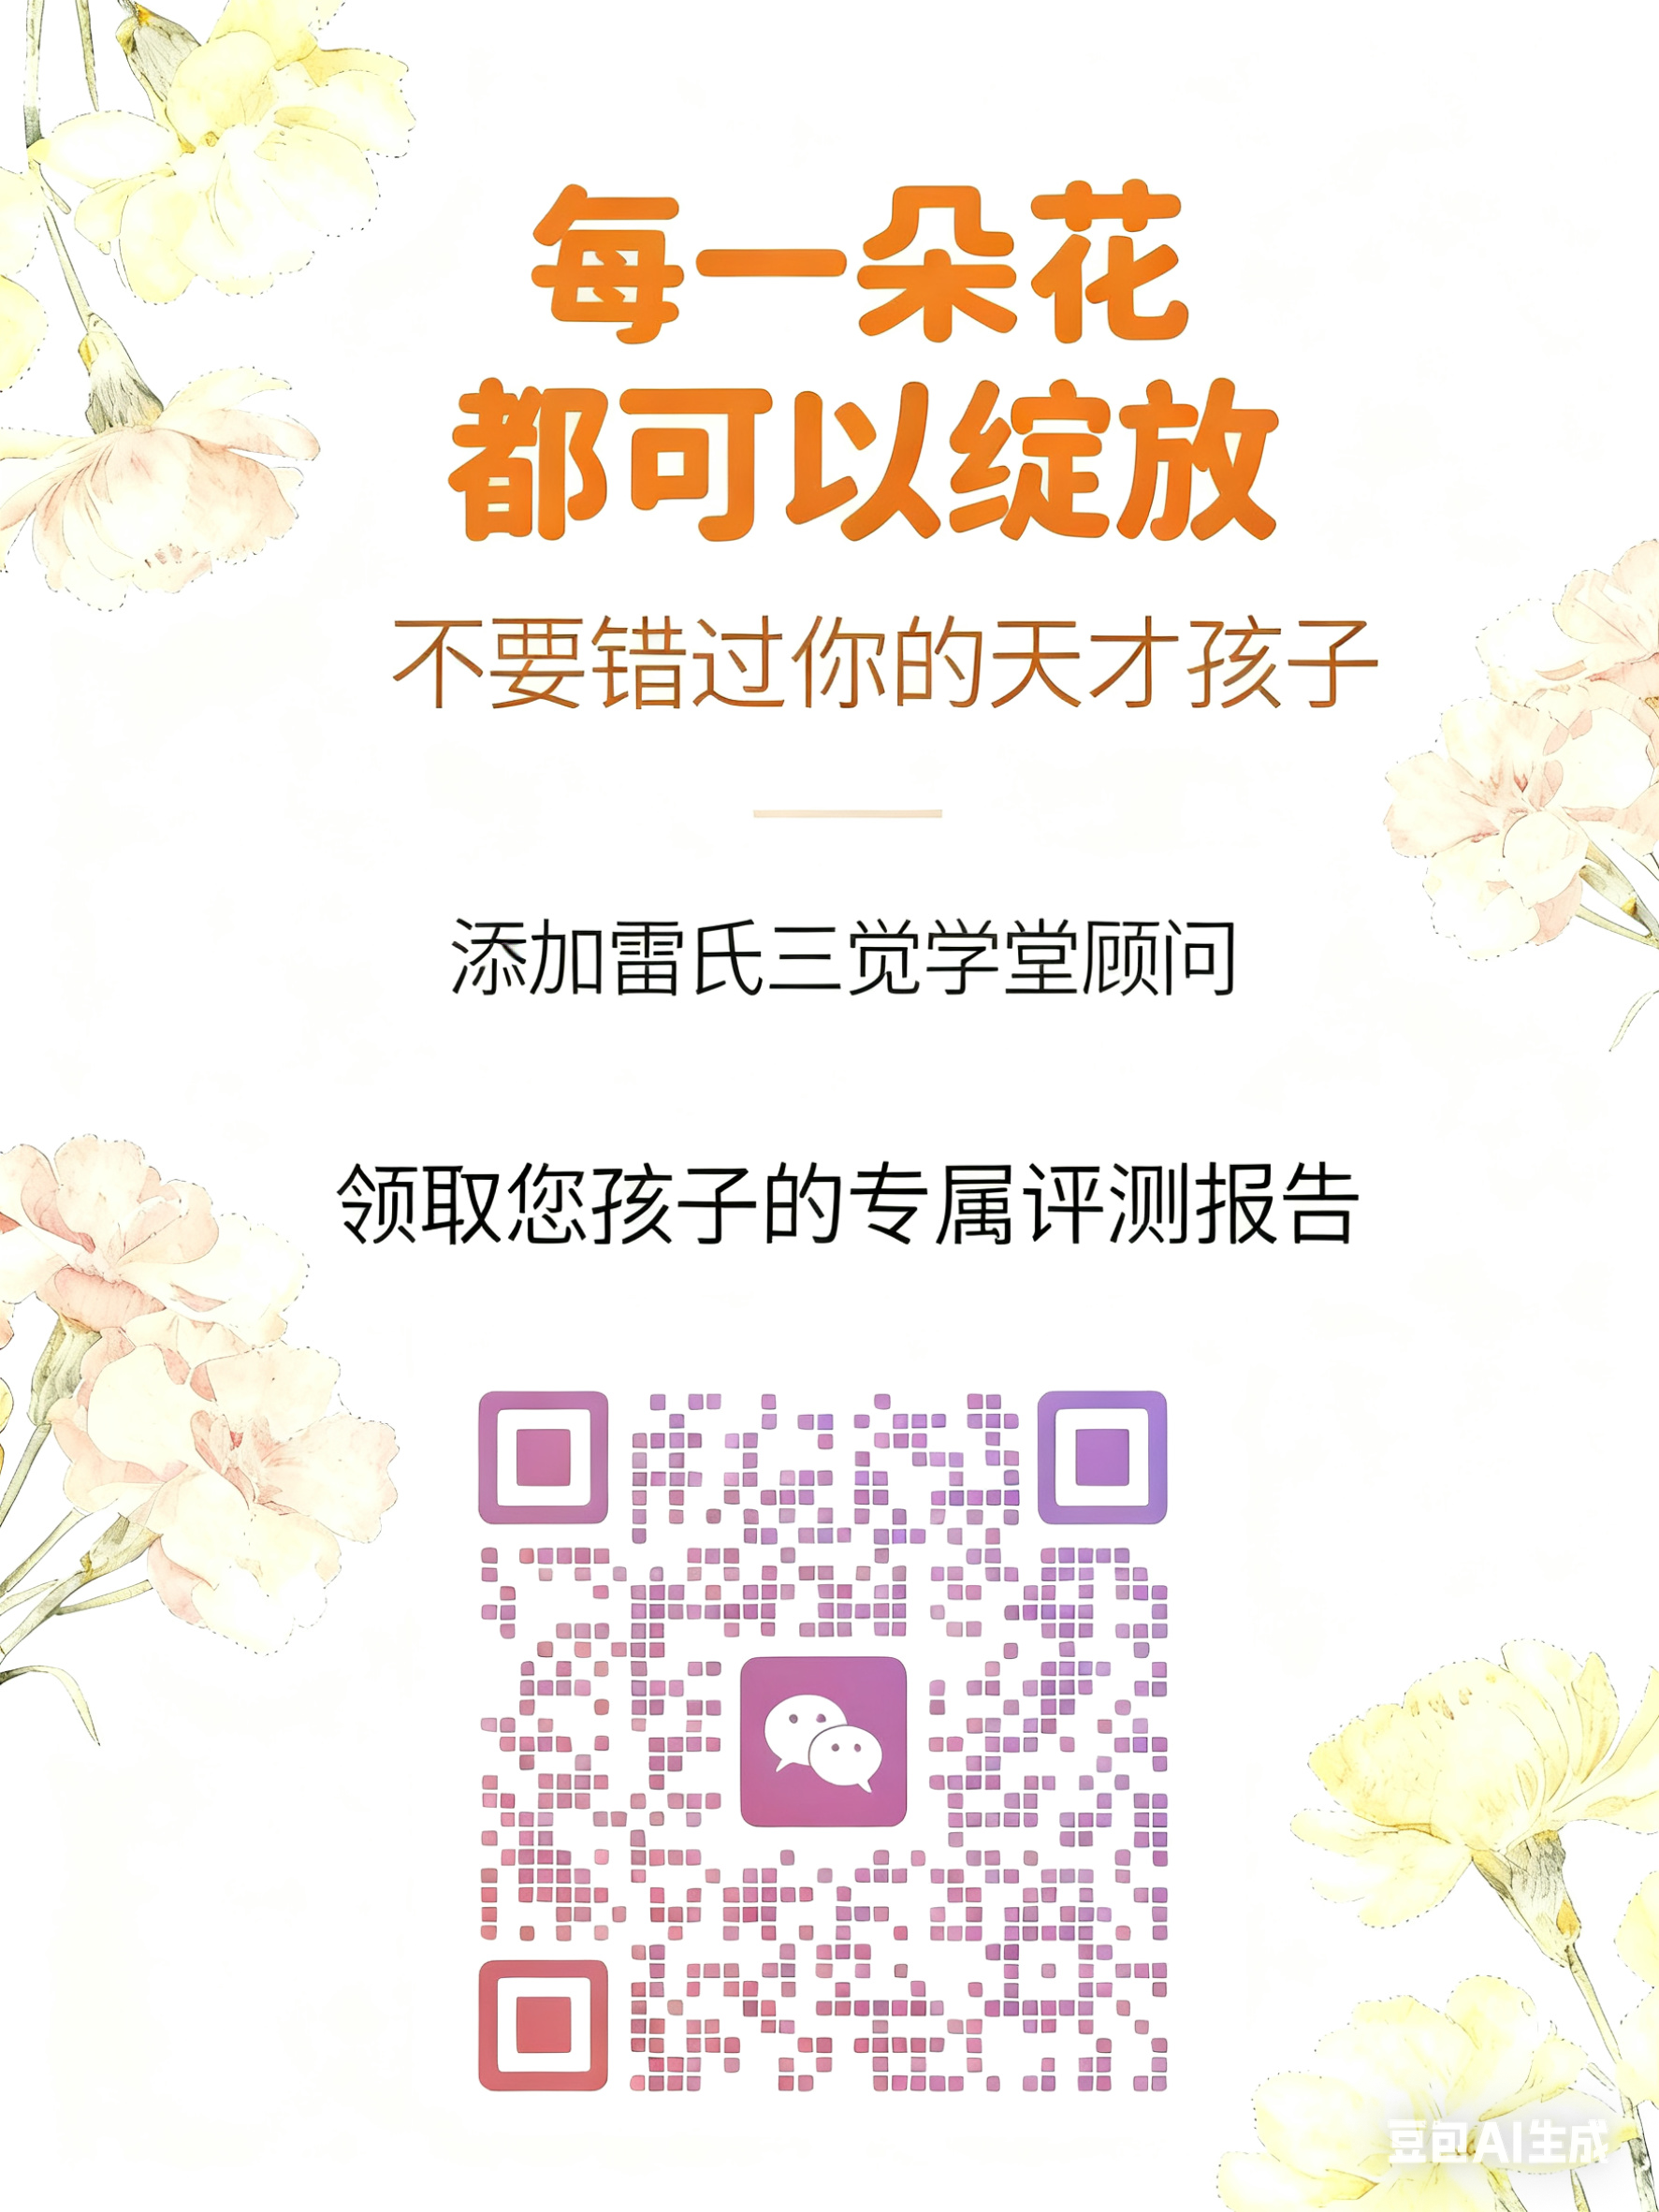 每一朵花
都可以绽放
不要错过你的天才孩子
添加雷氏三觉学堂顾问
领取您孩子的专属评测报告
豆包AI生成